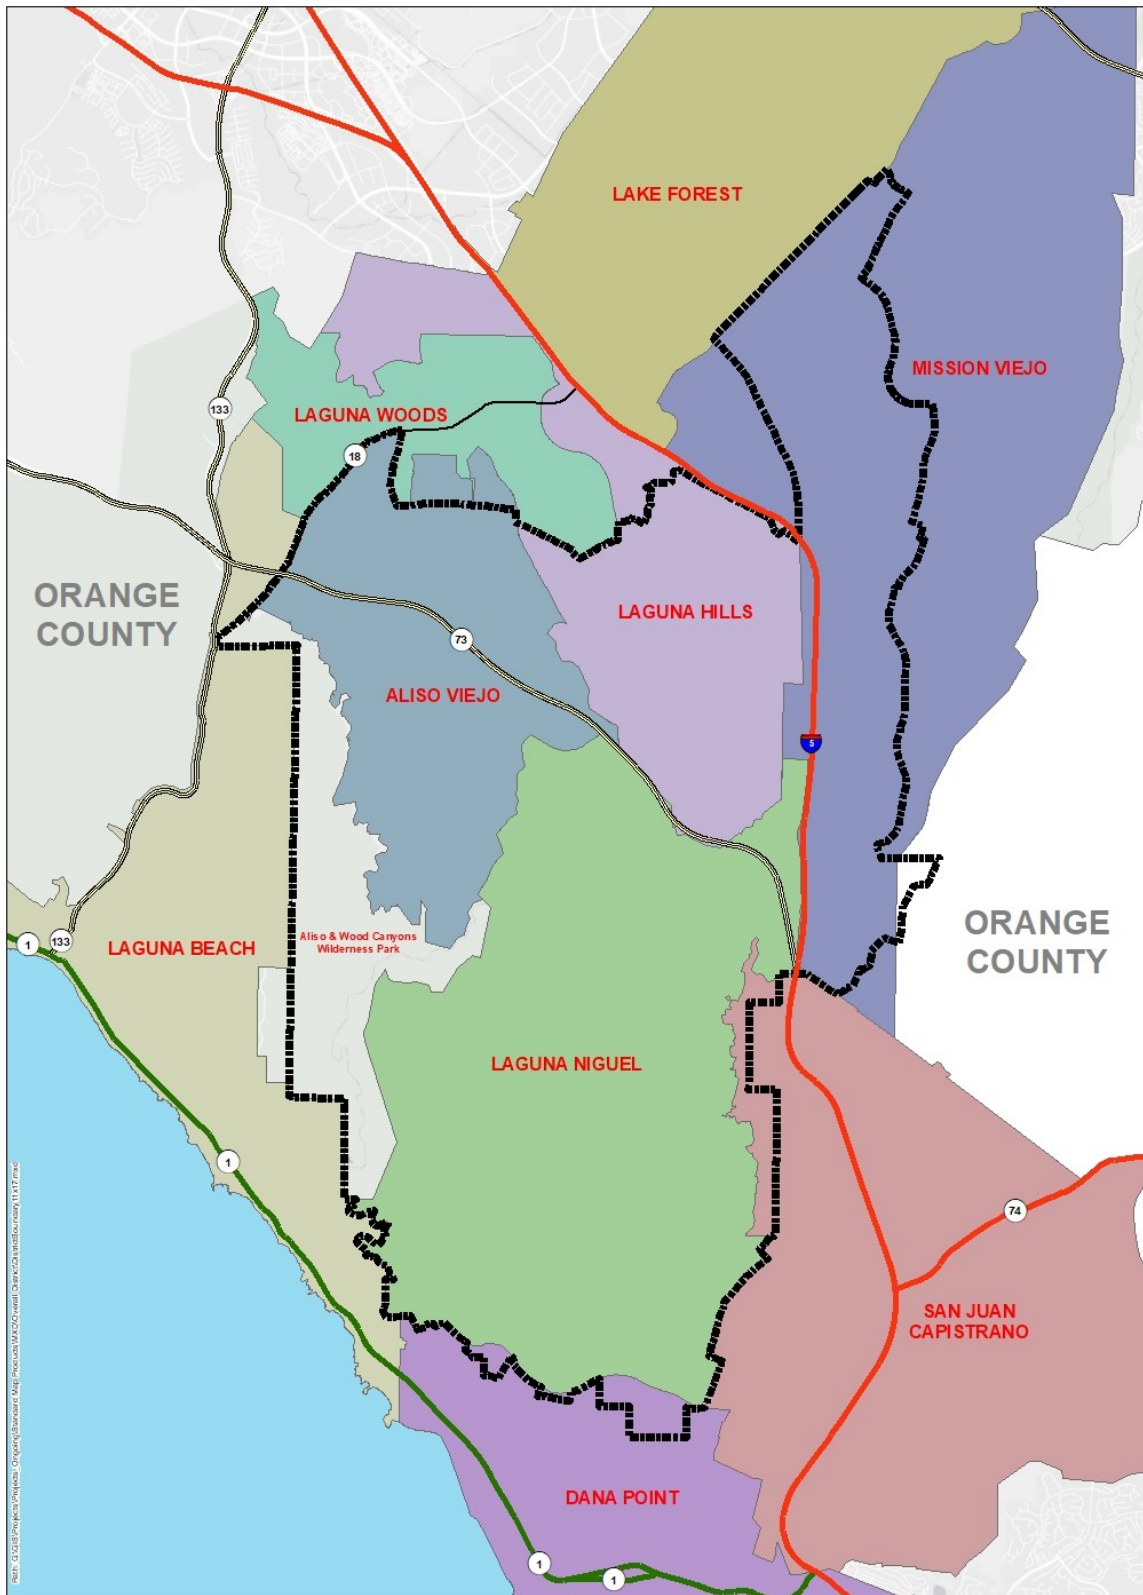 LAKE FOREST
MISSION VIEJO
133
LAGUNA WOODS
18
ORANGE
COUNTY
LAGUNA HILLS
73
ALISO VIEJO
5
1
133
LAGUNA BEACH
Aliso & Wood Canyons
Wilderness Park
ORANGE
COUNTY
LAGUNA NIGUEL
1
74
SAN JUAN
CAPISTRANO
DANA POINT
1
1